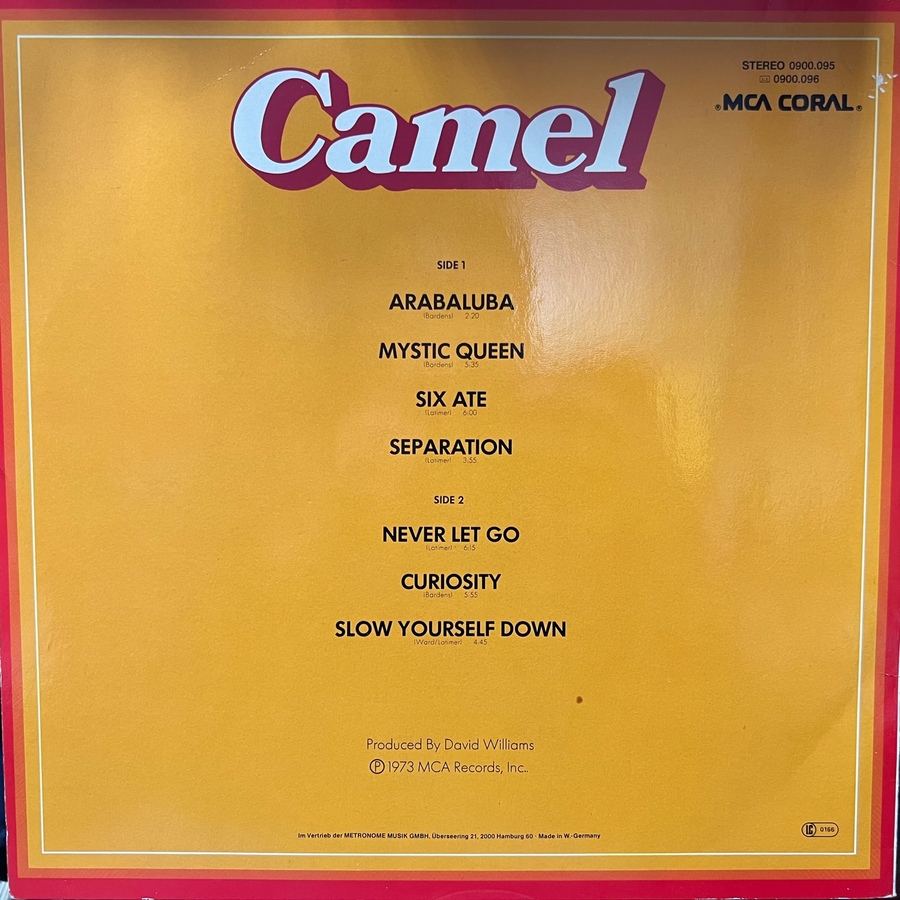 Camel
STEREO 0900.095
0900.096
® MCA CORAL ®
SIDE 1
ARABALUBA
(Bardens) 2:20
MYSTIC QUEEN
(Bardens) 5:35
SIX ATE
(Latimer) 6:00
SEPARATION
(Latimer) 3:55
SIDE 2
NEVER LET GO
(Latimer) 6:15
CURIOSITY
(Bardens) 5:55
SLOW YOURSELF DOWN
(Ward/Latimer) 4:45
Produced By David Williams
Ⓟ 1973 MCA Records, Inc..
Im Vertrieb der METRONOME MUSIK GMBH, Überseering 21, 2000 Hamburg 60 · Made in W.-Germany
LC 0166